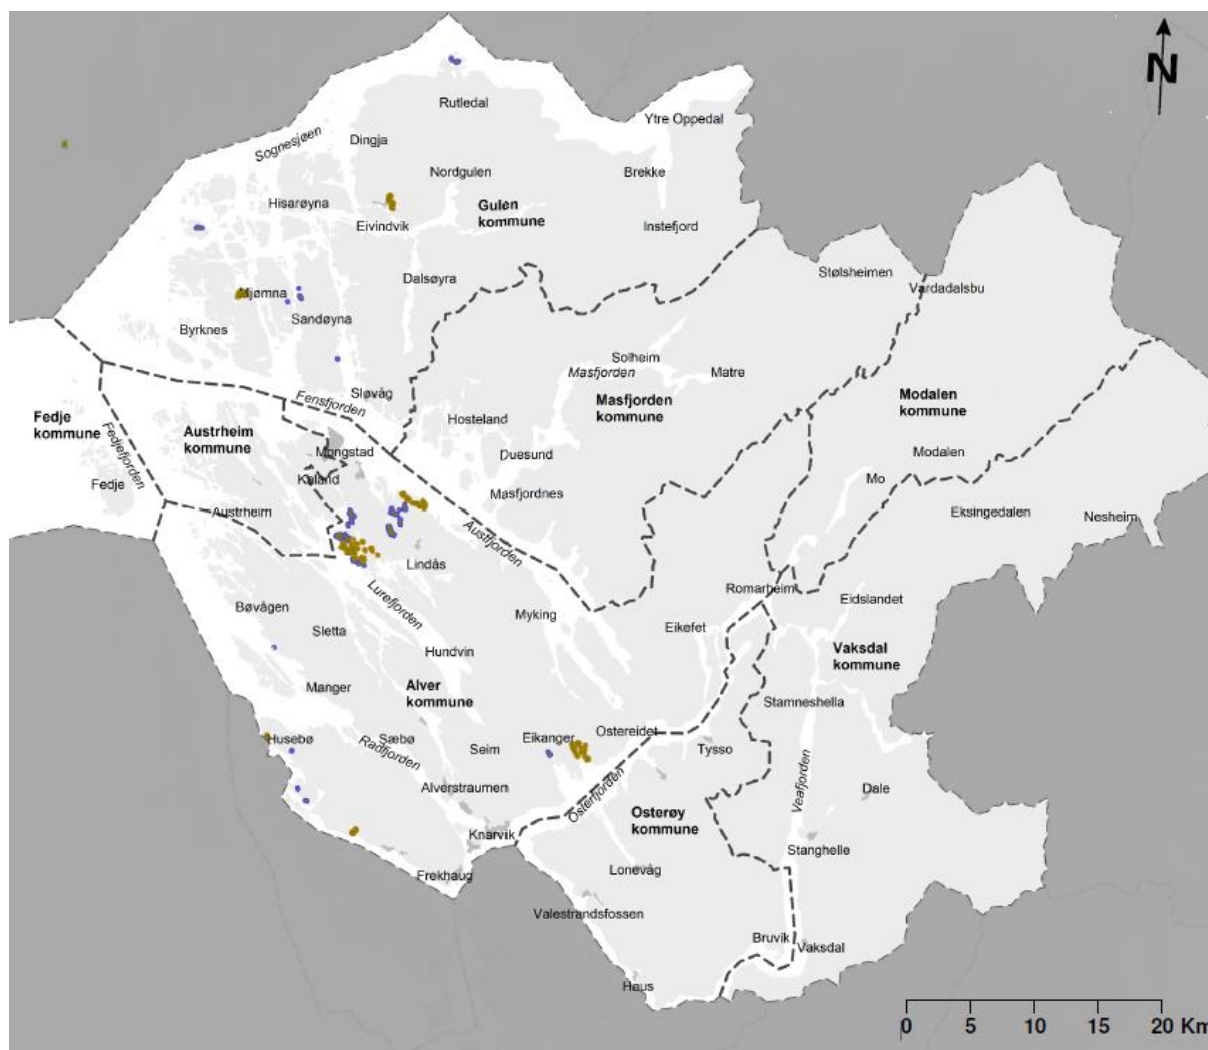 N
Rutledal
Ytre Oppedal
Sognesjøen
Dingja
Nordgulen
Brekke
Hisarøyna
Gulen
kommune
Eivindvik
Instefjord
Dalsøyra
Stølsheimen
Vardadalsbu
Mjømna
Sandøyna
Byrknes
Solheim
Masfjorden
Matre
Sløvåg
Fensfjorden
Masfjorden
kommune
Modalen
kommune
Hosteland
Fedje
kommune
Austrheim
kommune
Fedjefjorden
Mongstad
Duesund
Modalen
Kaland
Mo
Fedje
Masfjordnes
Austrheim
Eksingedalen
Nesheim
Austfjorden
Lindås
Lurefjorden
Romarheim
Eidslandet
Bøvågen
Myking
Sletta
Eikefet
Hundvin
Vaksdal
kommune
Manger
Alver
kommune
Stamneshella
Husebø
Sæbø
Radfjorden
Seim
Eikanger
Ostereidet
Tysso
Osterfjorden
Veafjorden
Alverstraumen
Dale
Osterøy
kommune
Knarvik
Stanghelle
Frekhaug
Lonevåg
Valestrandsfossen
Bruvik
Vaksdal
Haus
0 5 10 15 20 Km